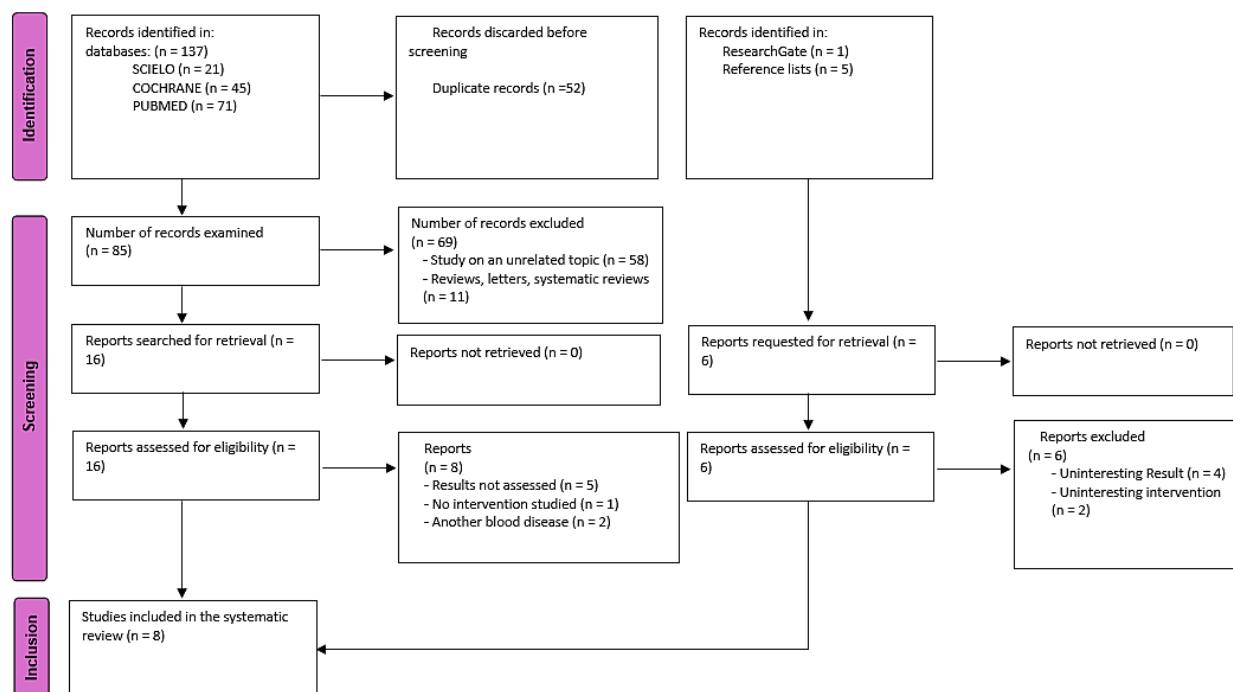 Identification
Records identified in:
databases: (n = 137)
SCIELO (n = 21)
COCHRANE (n = 45)
PUBMED (n = 71)
Records discarded before
screening
Duplicate records (n =52)
Records identified in:
ResearchGate (n = 1)
Reference lists (n = 5)
Screening
Number of records examined
(n = 85)
Number of records excluded
(n = 69)
- Study on an unrelated topic (n = 58)
- Reviews, letters, systematic reviews
(n = 11)
Reports searched for retrieval (n =
16)
Reports not retrieved (n = 0)
Reports requested for retrieval (n =
6)
Reports not retrieved (n = 0)
Reports assessed for eligibility (n =
16)
Reports
(n = 8)
- Results not assessed (n = 5)
- No intervention studied (n = 1)
- Another blood disease (n = 2)
Reports assessed for eligibility (n =
6)
Reports excluded
(n = 6)
- Uninteresting Result (n = 4)
- Uninteresting intervention
(n = 2)
Inclusion
Studies included in the systematic
review (n = 8)